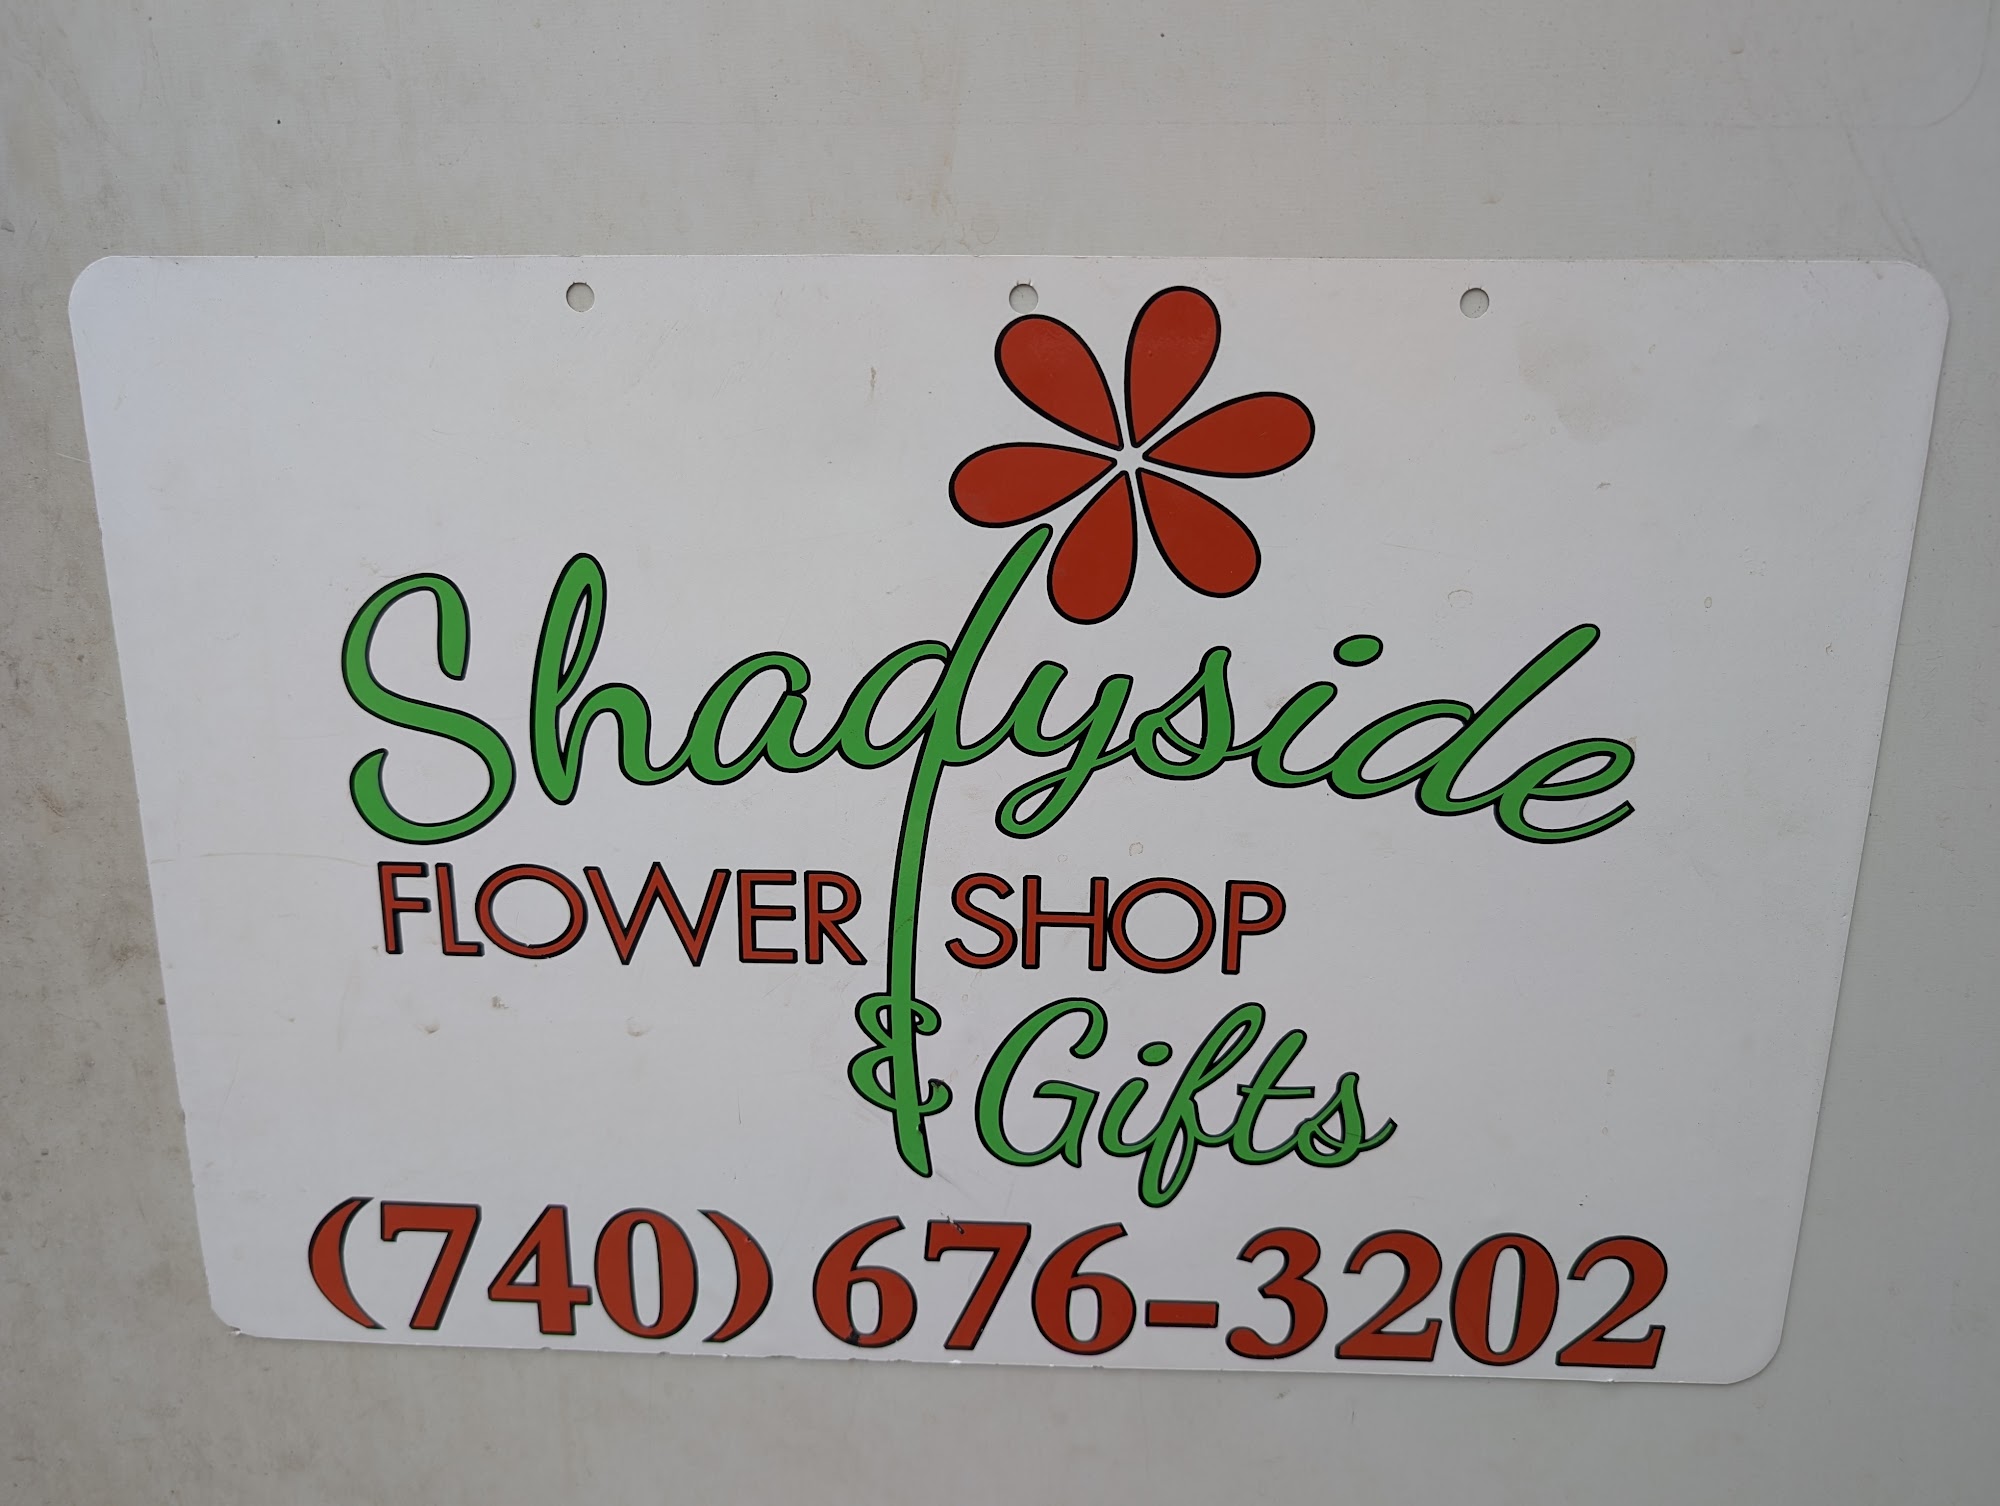 Shadyside
FLOWER SHOP
& Gifts
(740) 676-3202